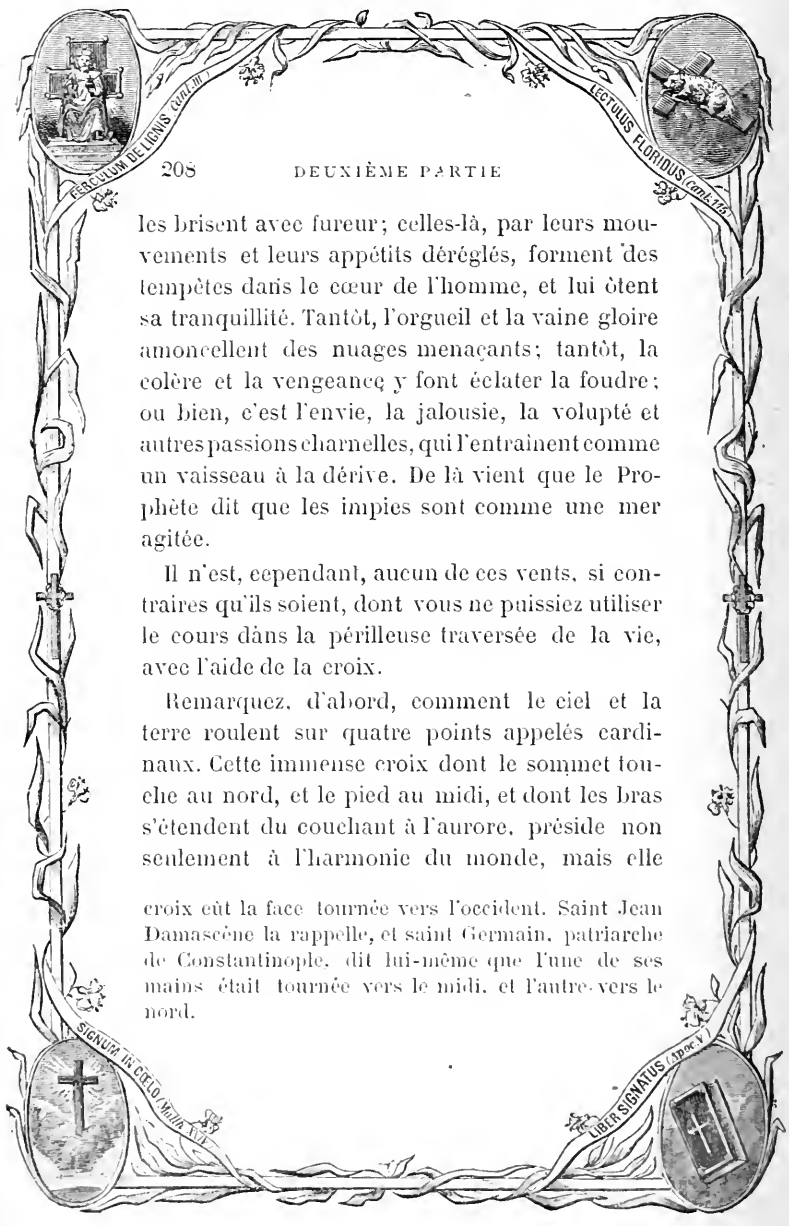 FERCULUM DE LIGNIS (Cant. III)
LECTULUS FLORIDUS (Cant. 1.15)
208 DEUXIÈME PARTIE
les brisent avec fureur; celles-là, par leurs mou-
vements et leurs appétits déréglés, forment des
tempêtes dans le cœur de l'homme, et lui ôtent
sa tranquillité. Tantôt, l'orgueil et la vaine gloire
amoncellent des nuages menaçants; tantôt, la
colère et la vengeance y font éclater la foudre;
ou bien, c'est l'envie, la jalousie, la volupté et
autres passions charnelles, qui l'entrainent comme
un vaisseau à la dérive. De là vient que le Pro-
phète dit que les impies sont comme une mer
agitée.
Il n'est, cependant, aucun de ces vents, si con-
traires qu'ils soient, dont vous ne puissiez utiliser
le cours dans la périlleuse traversée de la vie,
avec l'aide de la croix.
Remarquez, d'abord, comment le ciel et la
terre roulent sur quatre points appelés cardi-
naux. Cette immense croix dont le sommet tou-
che au nord, et le pied au midi, et dont les bras
s'étendent du couchant à l'aurore, préside non
seulement à l'harmonie du monde, mais elle
croix eût la face tournée vers l'occident. Saint Jean
Damascène la rappelle, et saint Germain, patriarche
de Constantinople, dit lui-même que l'une de ses
mains était tournée vers le midi, et l'autre vers le
nord.
SIGNUM IN CŒLO (Matth. XVI)
LIBER SIGNATUS (Apoc. V)